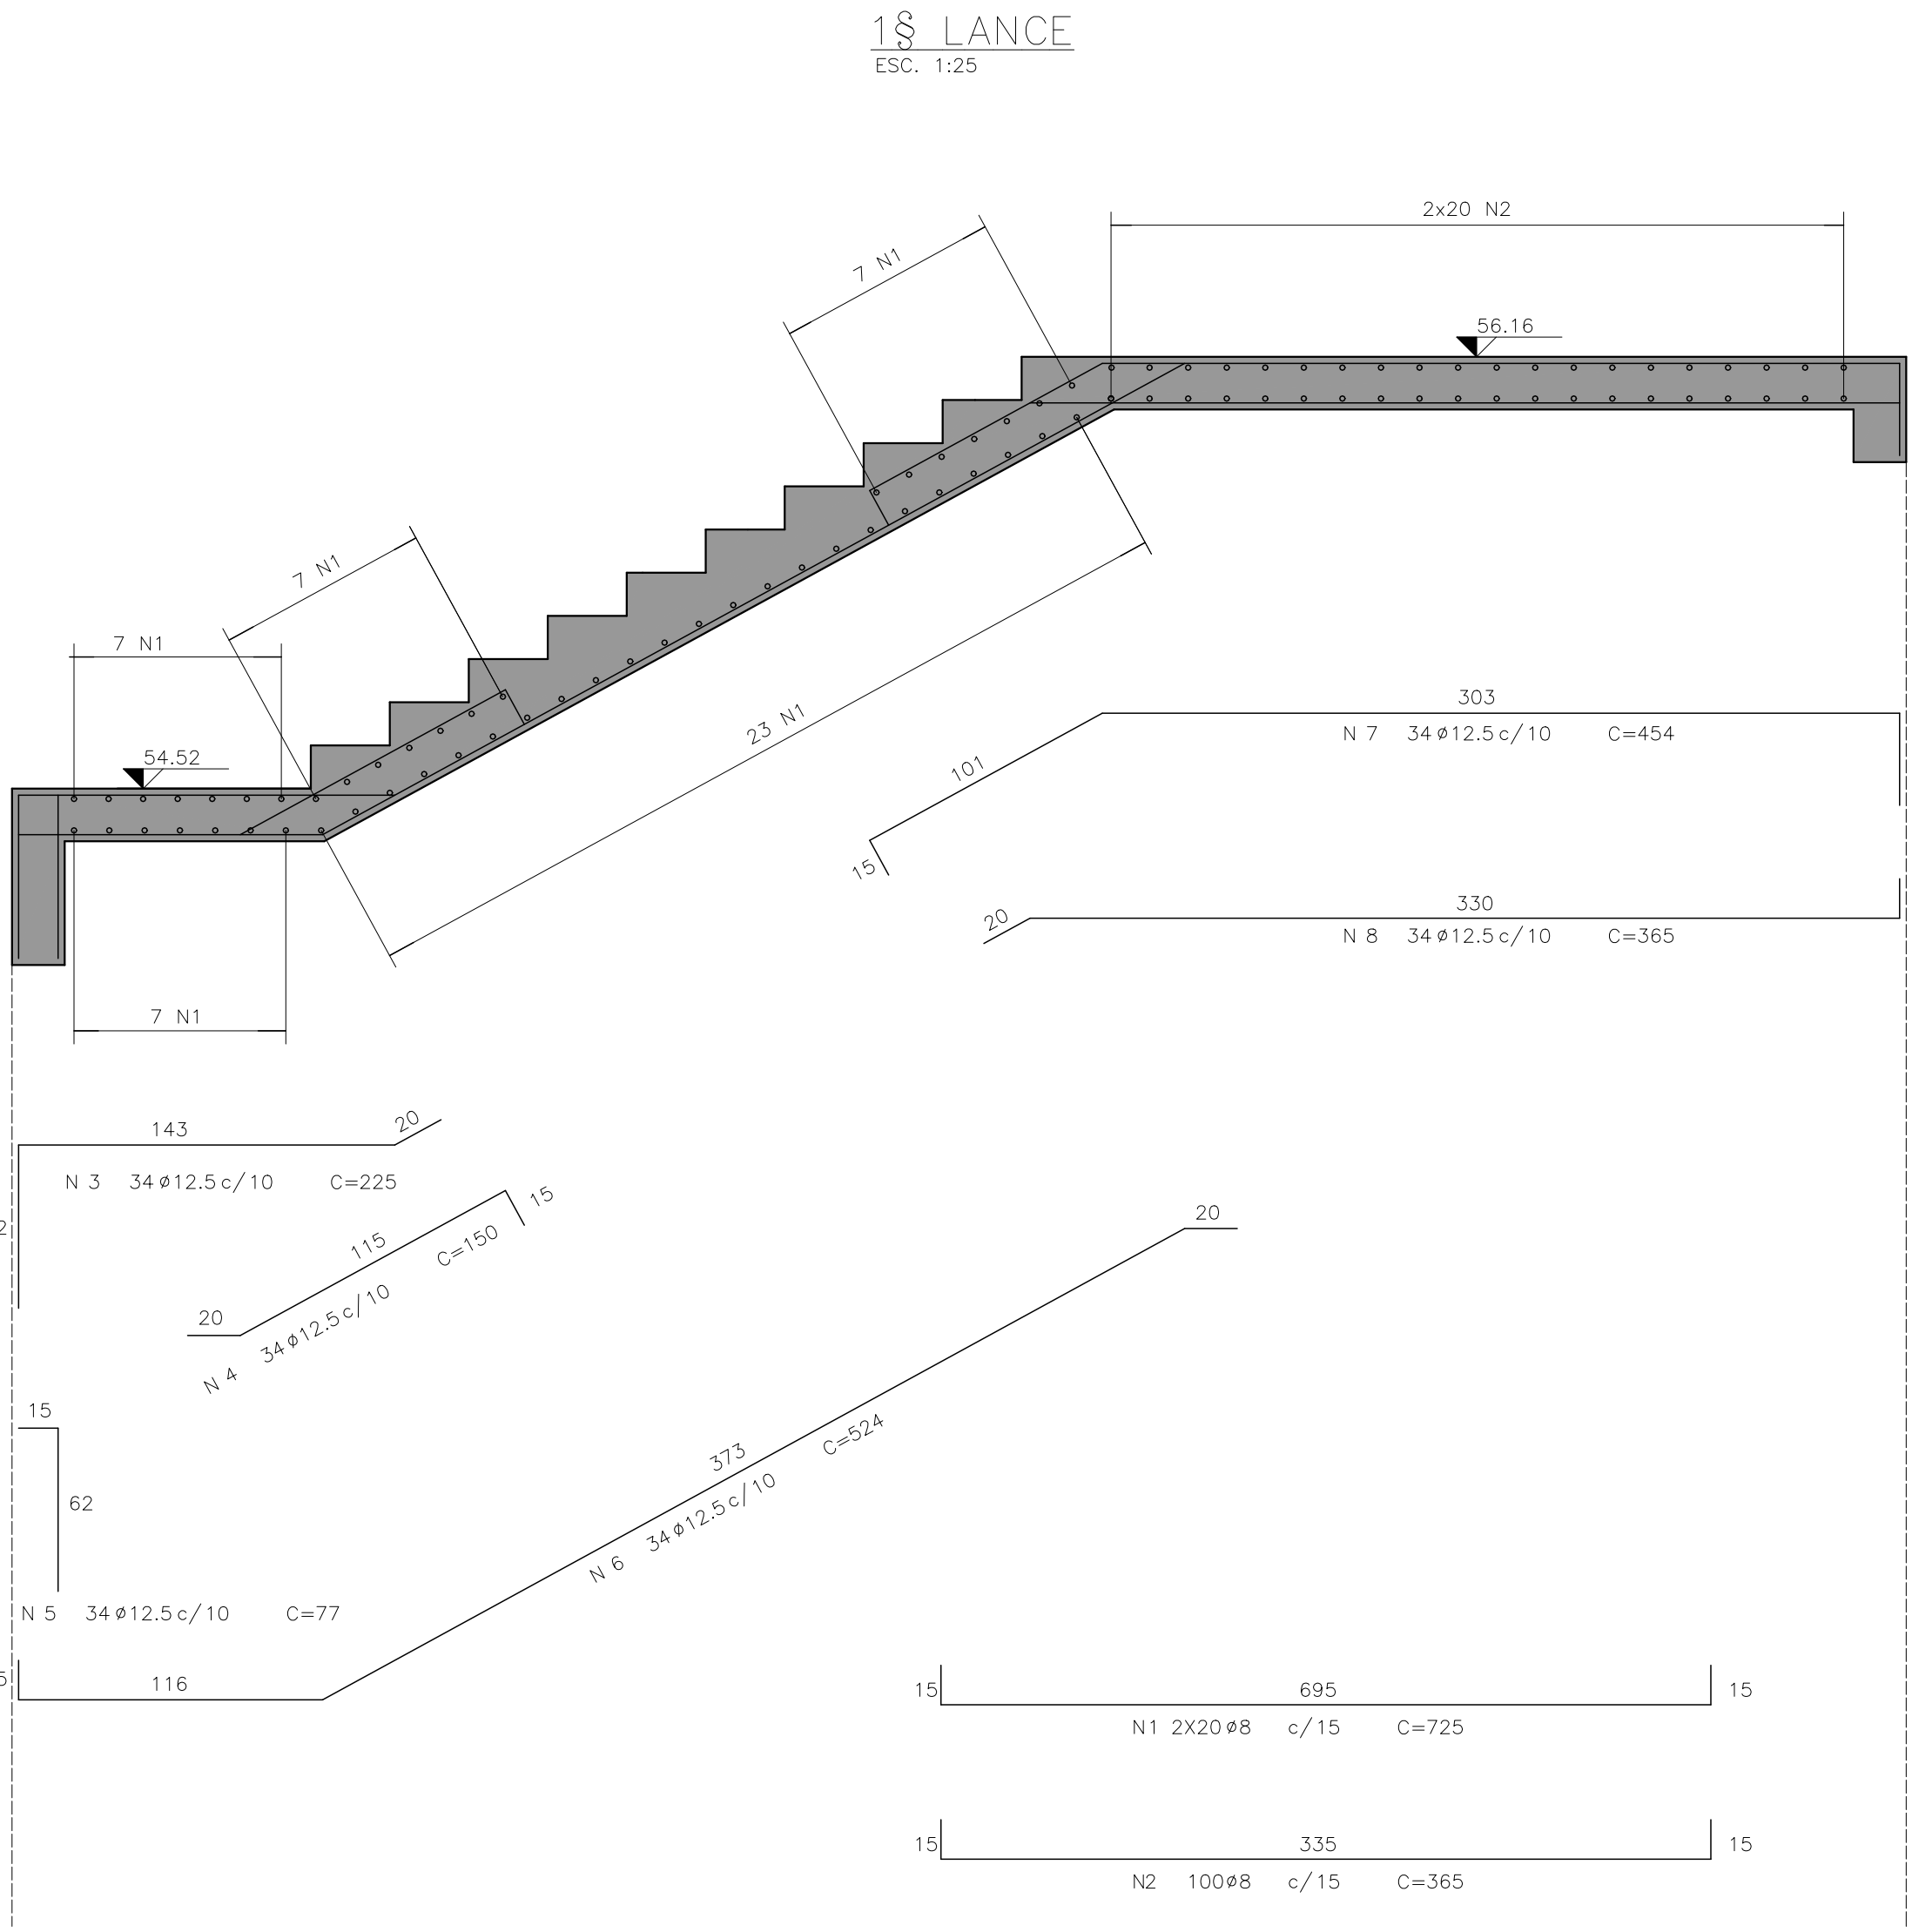 1§ LANCE
ESC. 1:25
2x20 N2
7 N1
56.16
7 N1
7 N1
54.52
23 N1
7 N1
303
N 7 34ø12.5c/10 C=454
101
15
330
20
N 8 34ø12.5c/10 C=365
143
20
N 3 34ø12.5c/10 C=225
115
15
20
N 4 34ø12.5c/10 C=150
15
62
N 5 34ø12.5c/10 C=77
20
373
N 6 34ø12.5c/10 C=524
116
15
695
15
N1 2X20ø8 c/15 C=725
15
335
15
N2 100ø8 c/15 C=365